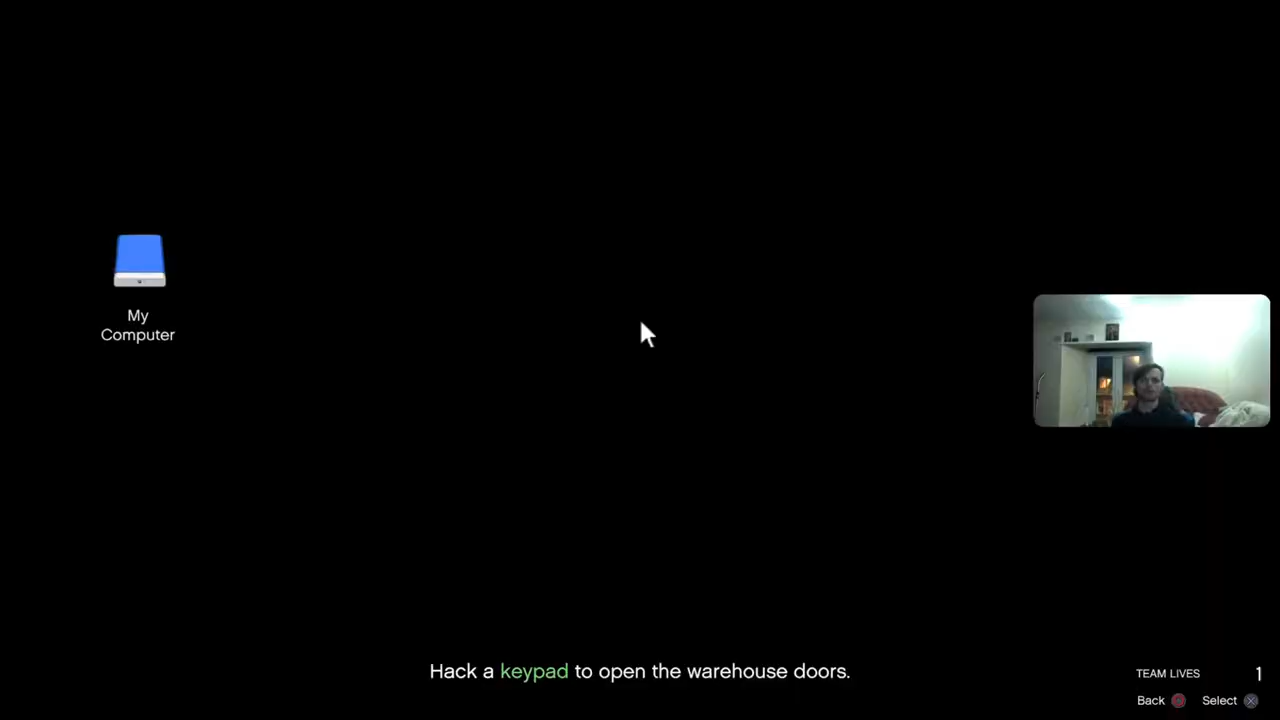 My
Computer
Hack a keypad to open the warehouse doors.
TEAM LIVES 1
Back Select